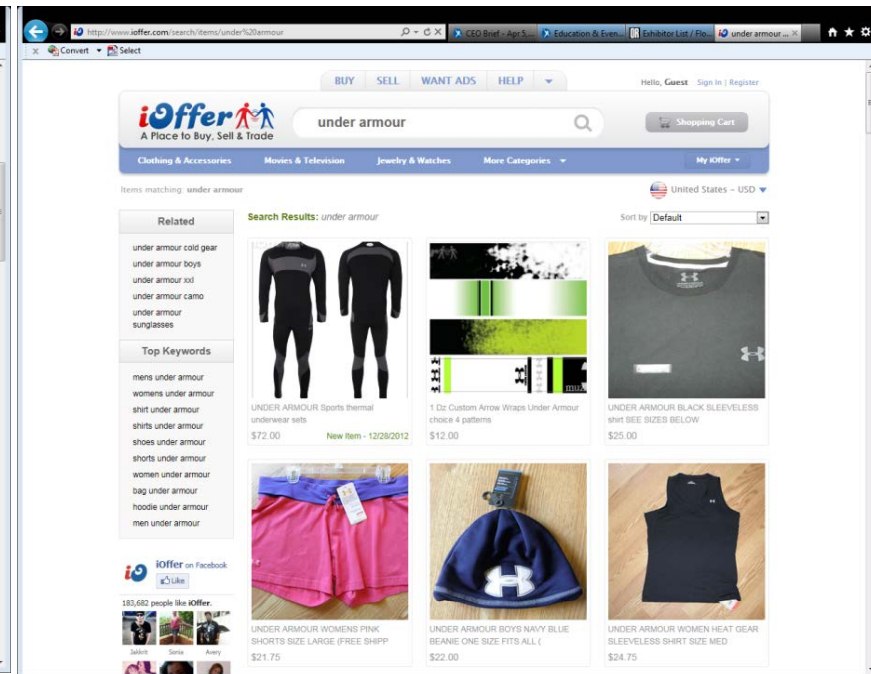 http://www.ioffer.com/search/items/under%20armour
CEO Brief - Apr 5,...
Education & Even...
Exhibitor List / Flo...
under armour ...
x Convert Select
BUY SELL WANT ADS HELP
Hello, Guest Sign In | Register
iOffer
A Place to Buy, Sell & Trade
under armour
Shopping Cart
Clothing & Accessories Movies & Television Jewelry & Watches More Categories My iOffer
Items matching: under armour
United States – USD
Related
under armour cold gear
under armour boys
under armour xxl
under armour camo
under armour
sunglasses
Top Keywords
mens under armour
womens under armour
shirt under armour
shirts under armour
shoes under armour
shorts under armour
women under armour
bag under armour
hoodie under armour
men under armour
iOffer on Facebook
Like
183,682 people like iOffer.
Jakkrit Sonia Avery
Search Results: under armour
Sort by Default
UNDER ARMOUR Sports thermal
underwear sets
$72.00 New Item - 12/28/2012
1 Dz Custom Arrow Wraps Under Armour
choice 4 patterns
$12.00
UNDER ARMOUR BLACK SLEEVELESS
shirt SEE SIZES BELOW
$25.00
UNDER ARMOUR WOMENS PINK
SHORTS SIZE LARGE (FREE SHIPP
$21.75
UNDER ARMOUR BOYS NAVY BLUE
BEANIE ONE SIZE FITS ALL (
$22.00
UNDER ARMOUR WOMEN HEAT GEAR
SLEEVELESS SHIRT SIZE MED
$24.75